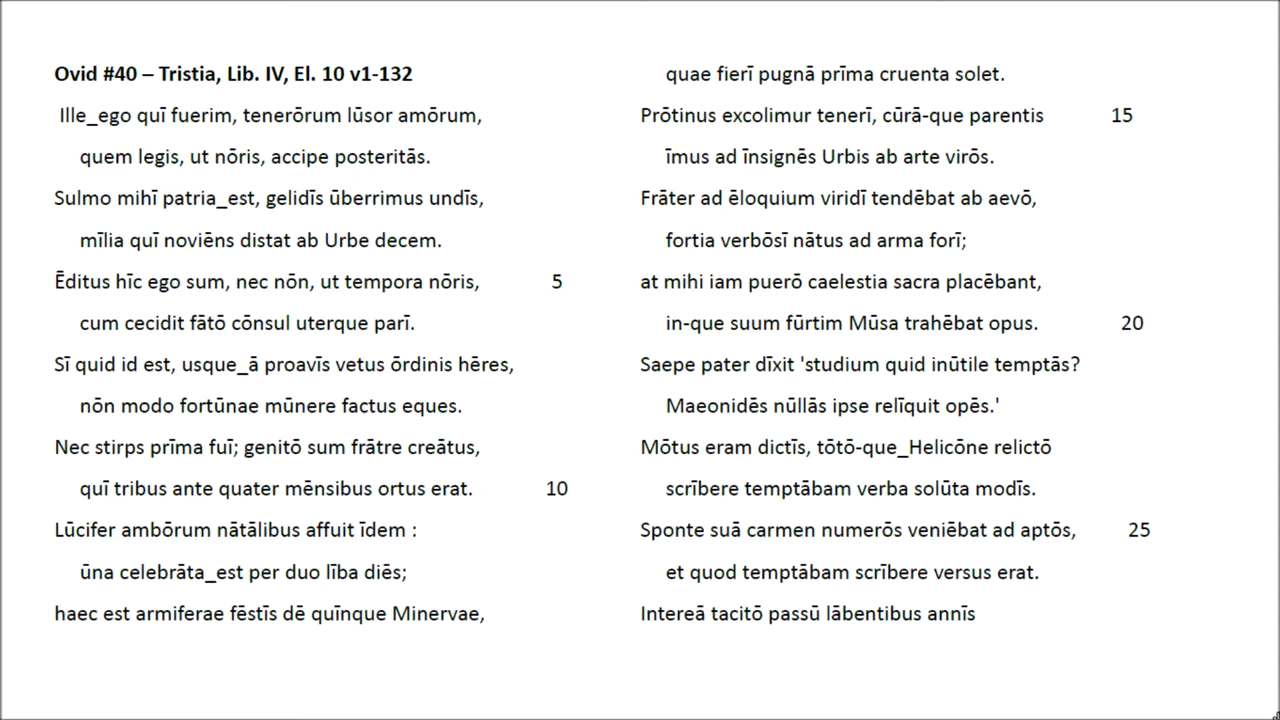 Ovid #40 – Tristia, Lib. IV, El. 10 v1-132
Ille_ego quī fuerim, tenerōrum lūsor amōrum,
quem legis, ut nōris, accipe posteritās.
Sulmo mihī patria_est, gelidīs ūberrimus undīs,
mīlia quī noviēns distat ab Urbe decem.
Ēditus hīc ego sum, nec nōn, ut tempora nōris, 5
cum cecidit fātō cōnsul uterque parī.
Sī quid id est, usque_ā proavīs vetus ōrdinis hēres,
nōn modo fortūnae mūnere factus eques.
Nec stirps prīma fuī; genitō sum frātre creātus,
quī tribus ante quater mēnsibus ortus erat. 10
Lūcifer ambōrum nātālibus affuit īdem :
ūna celebrāta_est per duo lība diēs;
haec est armiferae fēstīs dē quīnque Minervae,
quae fierī pugnā prīma cruenta solet.
Prōtinus excolimur tenerī, cūrā-que parentis 15
īmus ad īnsignēs Urbis ab arte virōs.
Frāter ad ēloquium viridī tendēbat ab aevō,
fortia verbōsī nātus ad arma forī;
at mihi iam puerō caelestia sacra placēbant,
in-que suum fūrtim Mūsa trahēbat opus. 20
Saepe pater dīxit 'studium quid inūtile temptās?
Maeonidēs nūllās ipse relīquit opēs.'
Mōtus eram dictīs, tōtō-que_Helicōne relictō
scrībere temptābam verba solūta modīs.
Sponte suā carmen numerōs veniēbat ad aptōs, 25
et quod temptābam scrībere versus erat.
Intereā tacitō passū lābentibus annīs